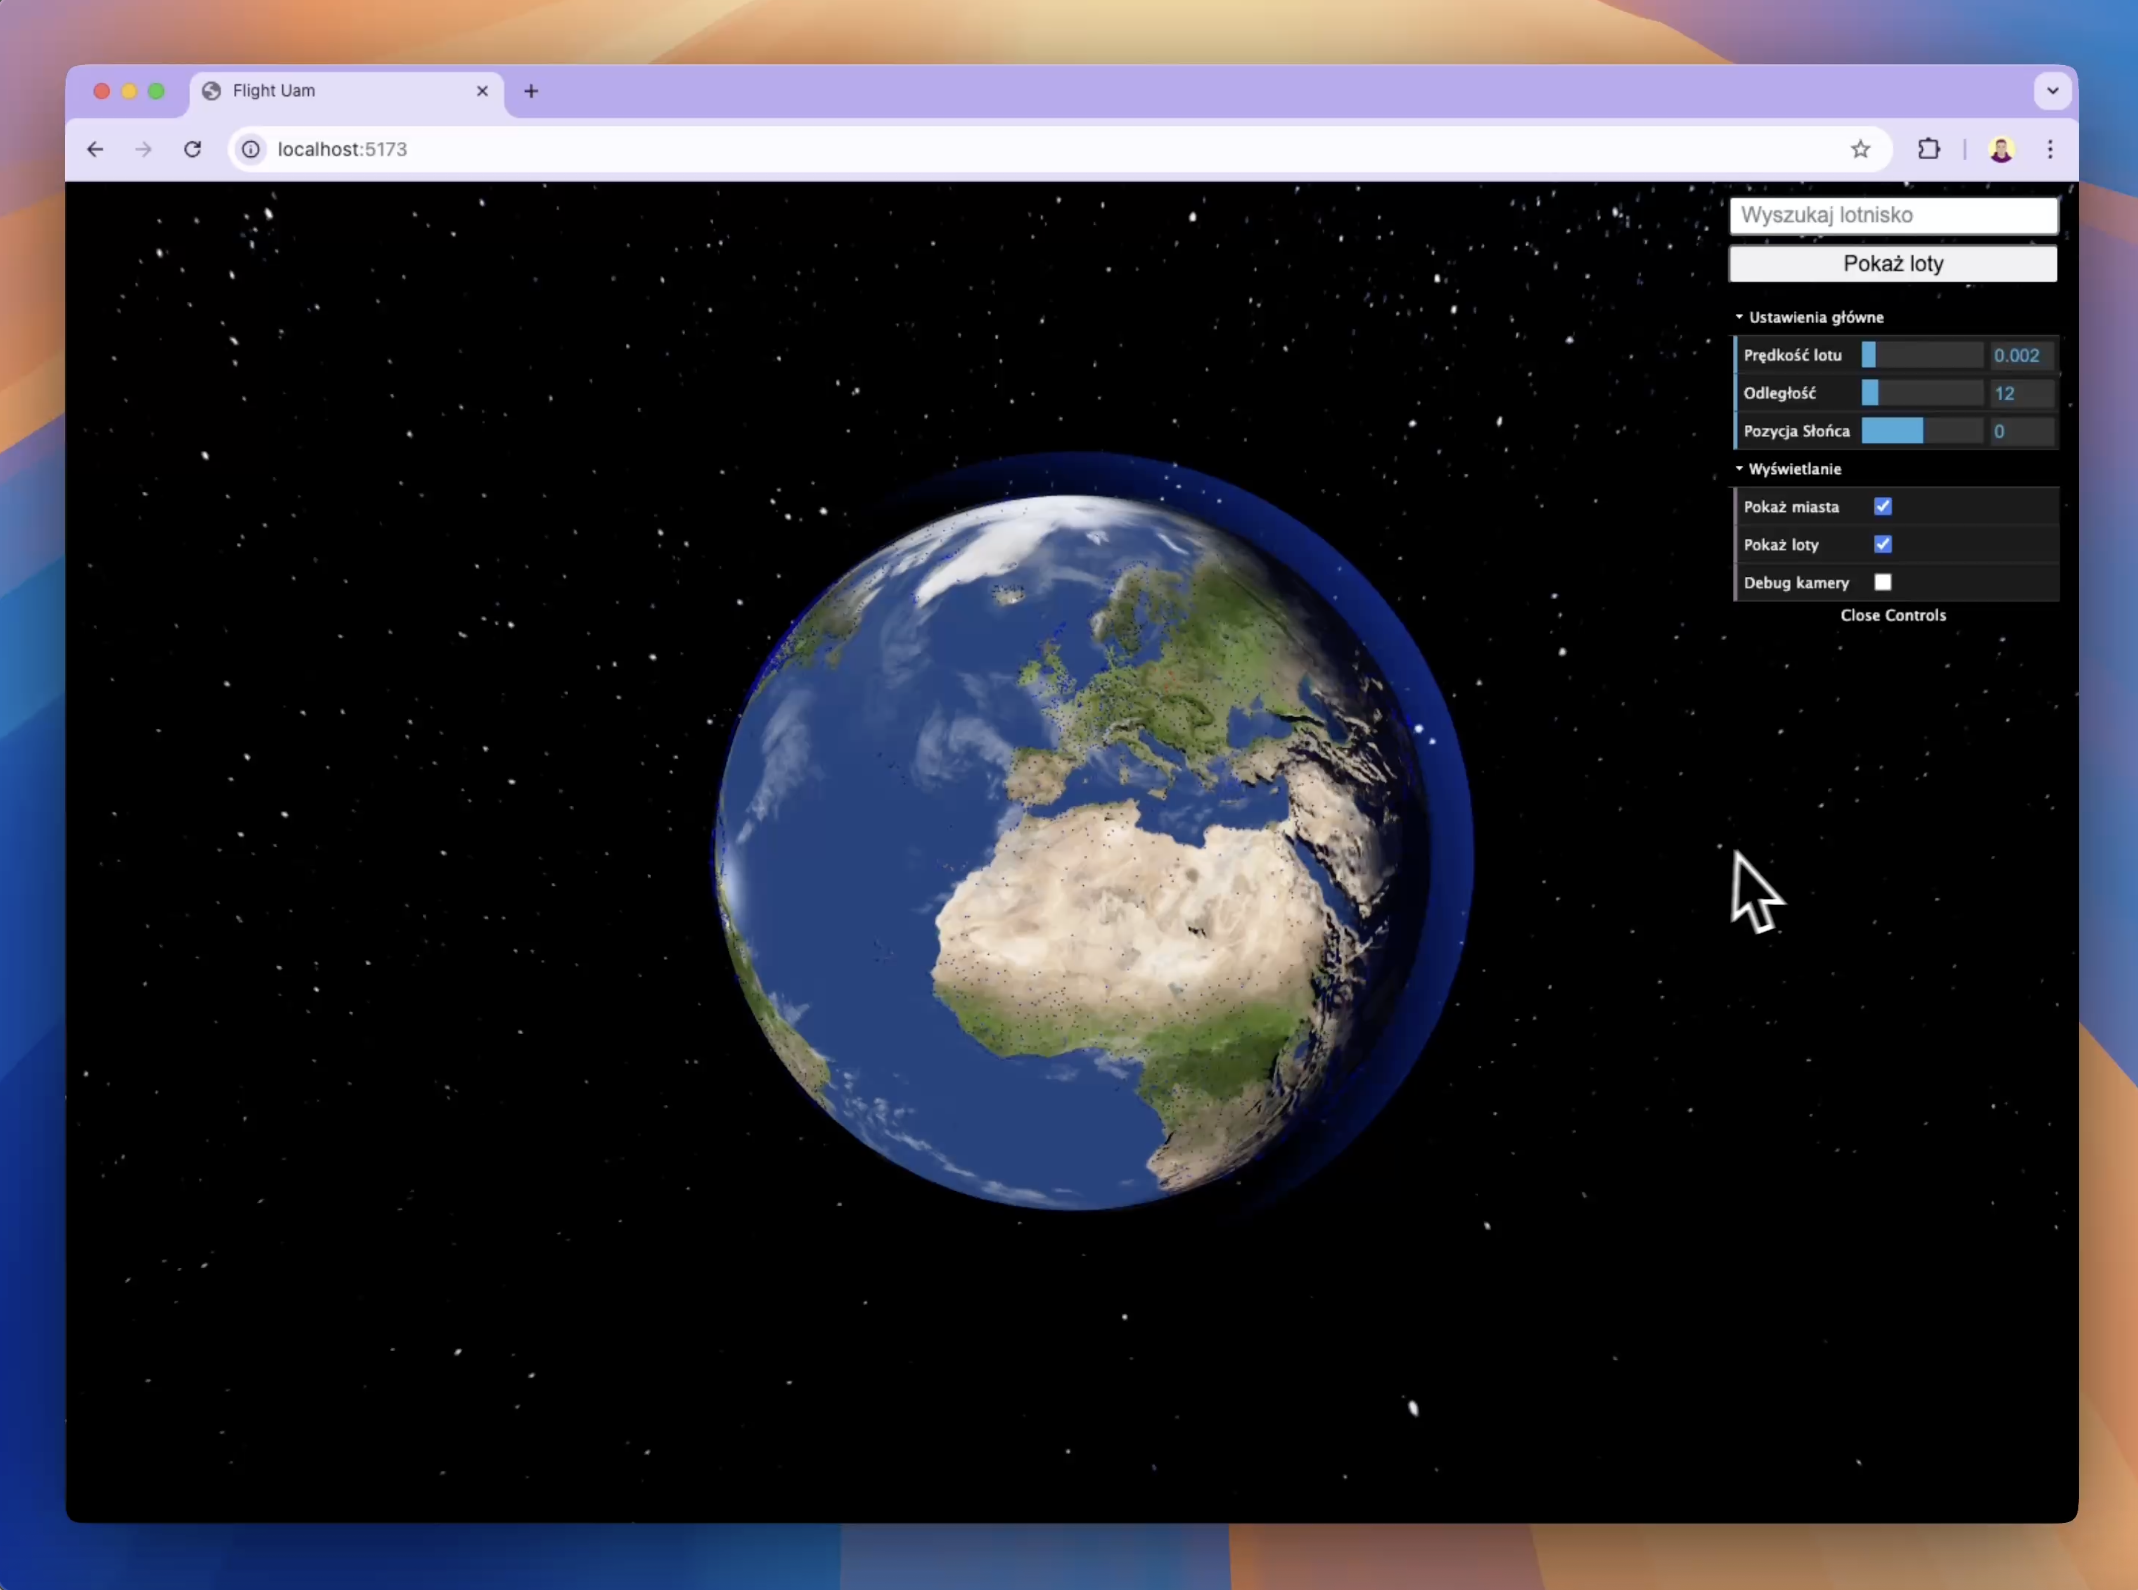 Flight Uam
localhost:5173
Wyszukaj lotnisko
Pokaż loty
Ustawienia główne
Prędkość lotu 0.002
Odległość 12
Pozycja Słońca 0
Wyświetlanie
Pokaż miasta
Pokaż loty
Debug kamery
Close Controls